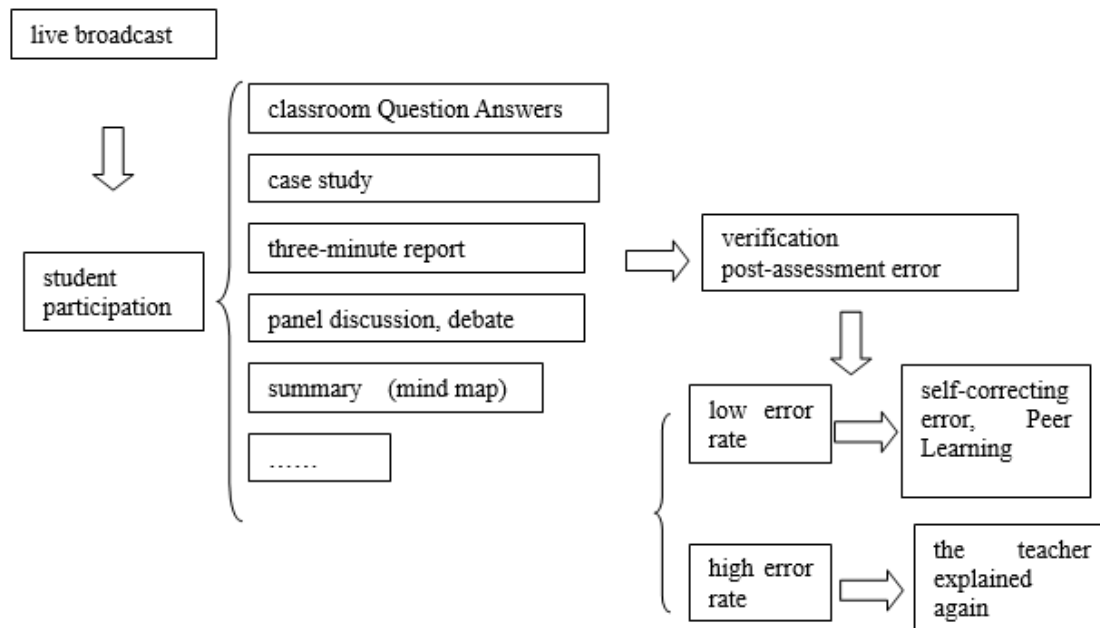 live broadcast
student
participation
classroom Question Answers
case study
three-minute report
panel discussion, debate
summary (mind map)
……
verification
post-assessment error
low error
rate
self-correcting
error, Peer
Learning
high error
rate
the teacher
explained
again